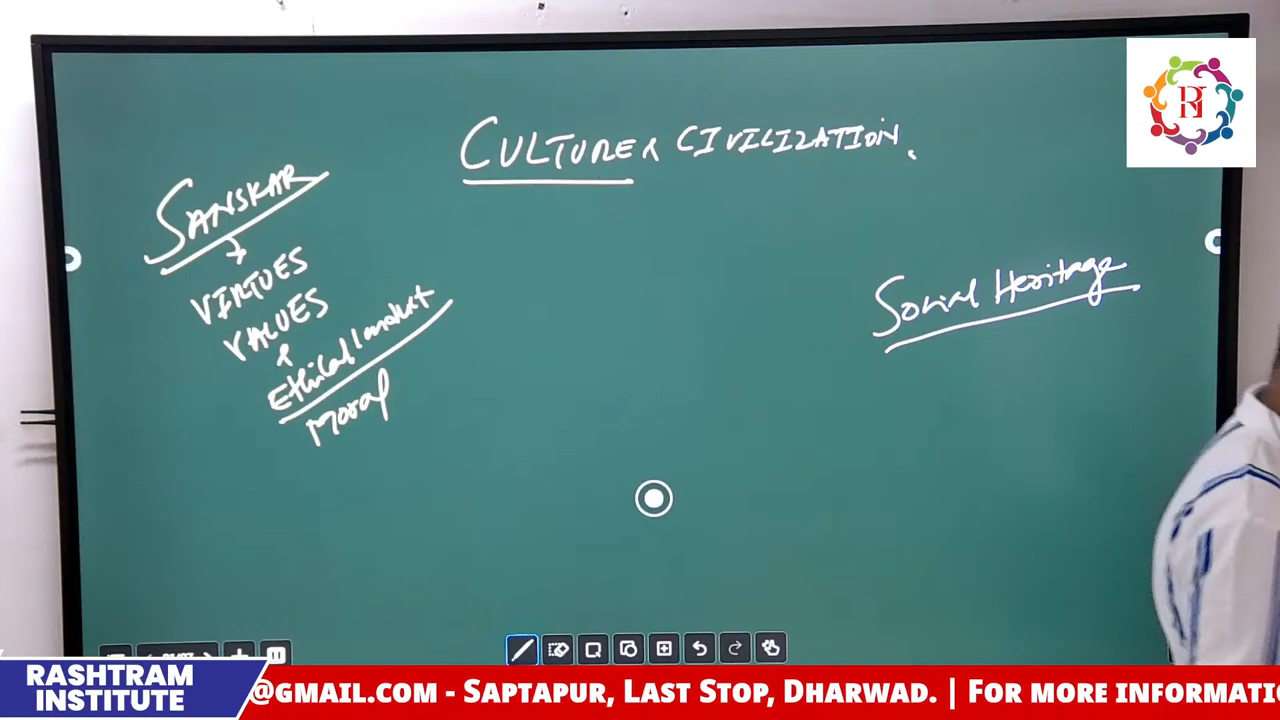 CULTURE & CIVILIZATION.
SANSKAR
VIRTUES
VALUES
&
Ethical / conduct
Moral
Social Heritage
RASHTRAM
INSTITUTE
@GMAIL.COM - SAPTAPUR, LAST STOP, DHARWAD. | FOR MORE INFORMATI